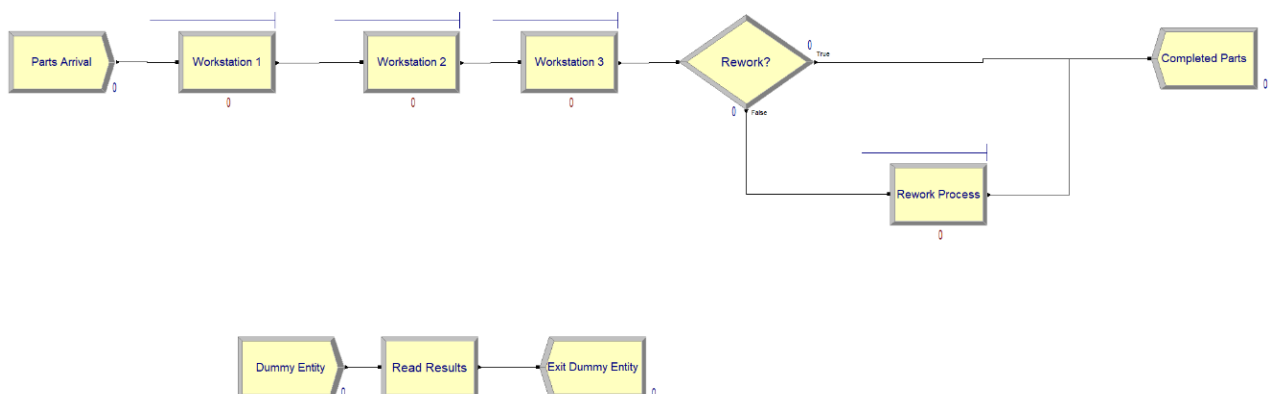 Parts Arrival
0
Workstation 1
0
Workstation 2
0
Workstation 3
0
Rework?
0
True
0
False
Rework Process
0
Completed Parts
0
Dummy Entity
0
Read Results
Exit Dummy Entity
0